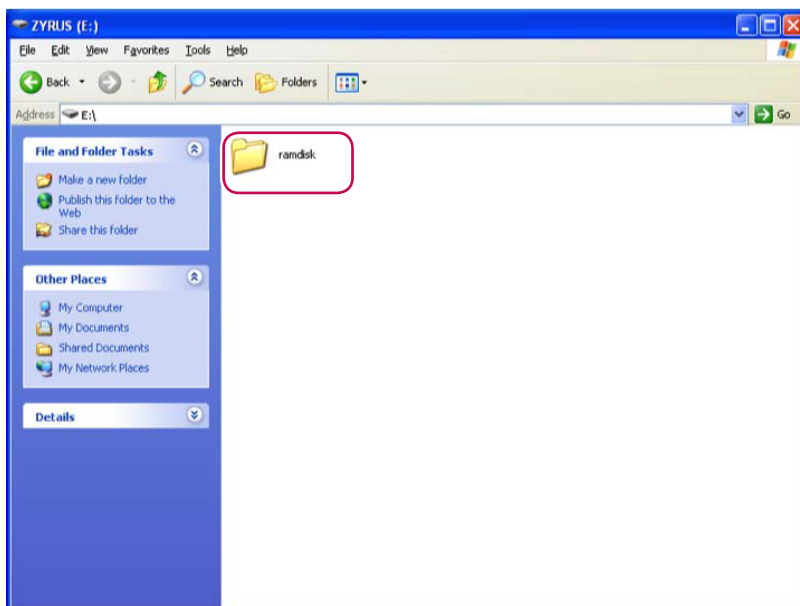 ZYRUS (E:)
File Edit View Favorites Tools Help
Back Search Folders
Address E:\ Go
File and Folder Tasks
Make a new folder
Publish this folder to the
Web
Share this folder
ramdisk
Other Places
My Computer
My Documents
Shared Documents
My Network Places
Details